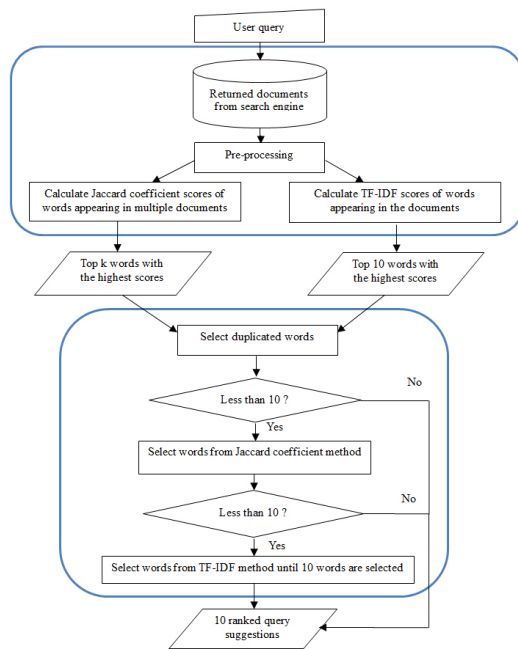 User query
Returned documents
from search engine
Pre-processing
Calculate Jaccard coefficient scores of
words appearing in multiple documents
Calculate TF-IDF scores of words
appearing in the documents
Top k words with
the highest scores
Top 10 words with
the highest scores
Select duplicated words
No
Less than 10 ?
Yes
Select words from Jaccard coefficient method
No
Less than 10 ?
Yes
Select words from TF-IDF method until 10 words are selected
10 ranked query
suggestions